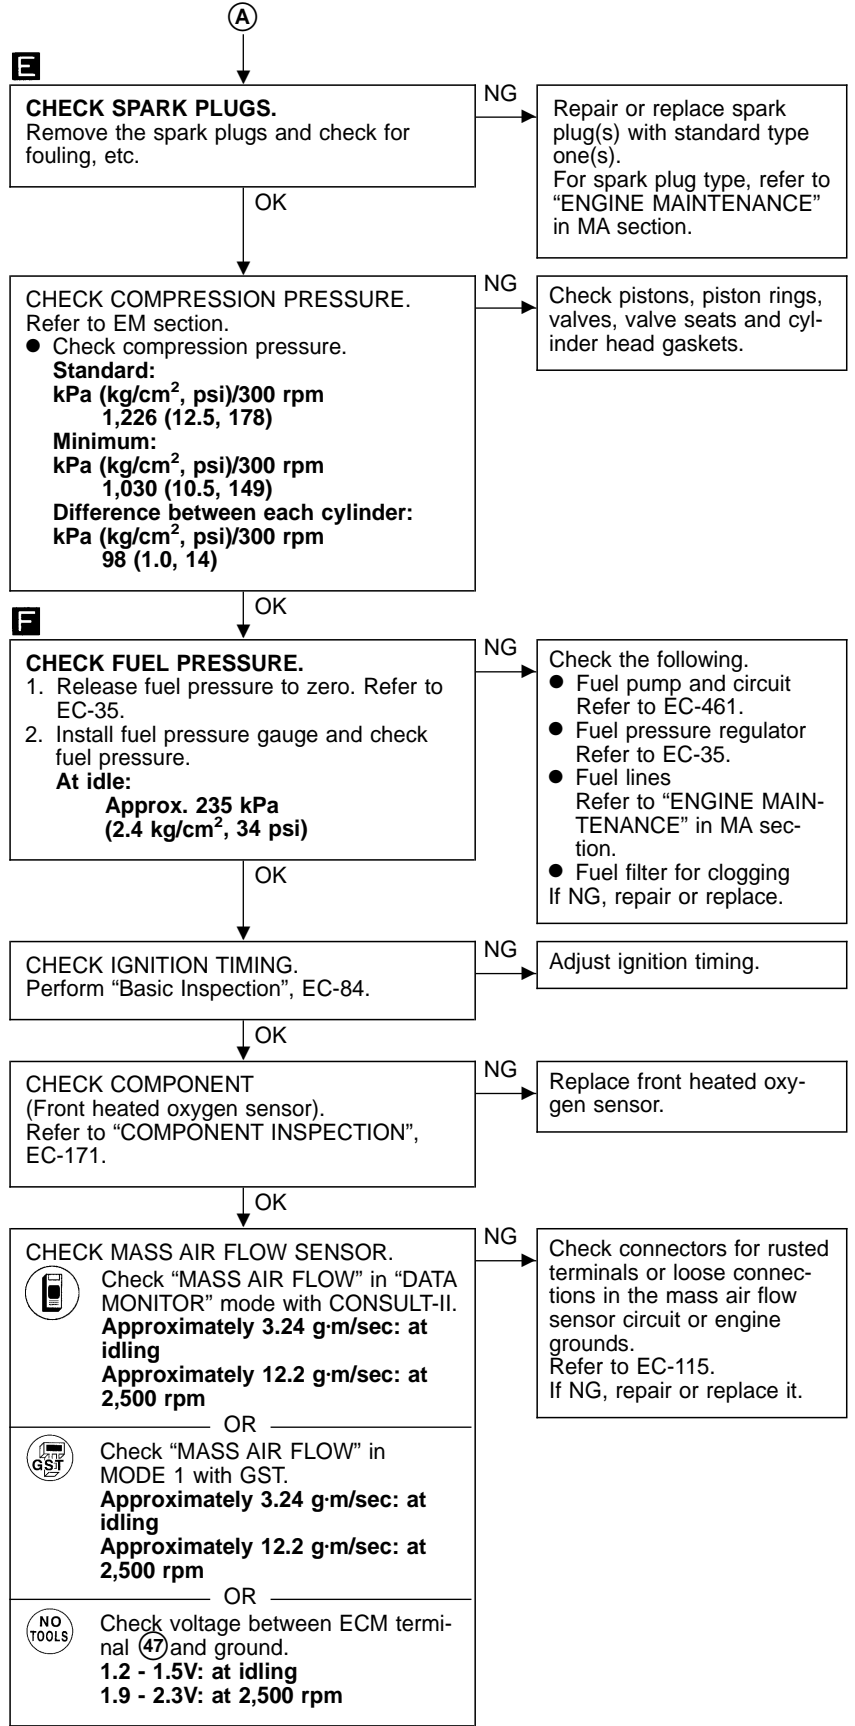 A
E
CHECK SPARK PLUGS.
Remove the spark plugs and check for
fouling, etc.
NG
Repair or replace spark
plug(s) with standard type
one(s).
For spark plug type, refer to
“ENGINE MAINTENANCE”
in MA section.
OK
CHECK COMPRESSION PRESSURE.
Refer to EM section.
● Check compression pressure.
Standard:
kPa (kg/cm², psi)/300 rpm
1,226 (12.5, 178)
Minimum:
kPa (kg/cm², psi)/300 rpm
1,030 (10.5, 149)
Difference between each cylinder:
kPa (kg/cm², psi)/300 rpm
98 (1.0, 14)
NG
Check pistons, piston rings,
valves, valve seats and cyl-
inder head gaskets.
OK
F
CHECK FUEL PRESSURE.
1. Release fuel pressure to zero. Refer to
EC-35.
2. Install fuel pressure gauge and check
fuel pressure.
At idle:
Approx. 235 kPa
(2.4 kg/cm², 34 psi)
NG
Check the following.
● Fuel pump and circuit
Refer to EC-461.
● Fuel pressure regulator
Refer to EC-35.
● Fuel lines
Refer to “ENGINE MAIN-
TENANCE” in MA sec-
tion.
● Fuel filter for clogging
If NG, repair or replace.
OK
CHECK IGNITION TIMING.
Perform “Basic Inspection”, EC-84.
NG
Adjust ignition timing.
OK
CHECK COMPONENT
(Front heated oxygen sensor).
Refer to “COMPONENT INSPECTION”,
EC-171.
NG
Replace front heated oxy-
gen sensor.
OK
CHECK MASS AIR FLOW SENSOR.
Check “MASS AIR FLOW” in “DATA
MONITOR” mode with CONSULT-II.
Approximately 3.24 g·m/sec: at
idling
Approximately 12.2 g·m/sec: at
2,500 rpm
OR
GST
Check “MASS AIR FLOW” in
MODE 1 with GST.
Approximately 3.24 g·m/sec: at
idling
Approximately 12.2 g·m/sec: at
2,500 rpm
OR
NO
TOOLS
Check voltage between ECM termi-
nal 47 and ground.
1.2 - 1.5V: at idling
1.9 - 2.3V: at 2,500 rpm
NG
Check connectors for rusted
terminals or loose connec-
tions in the mass air flow
sensor circuit or engine
grounds.
Refer to EC-115.
If NG, repair or replace it.